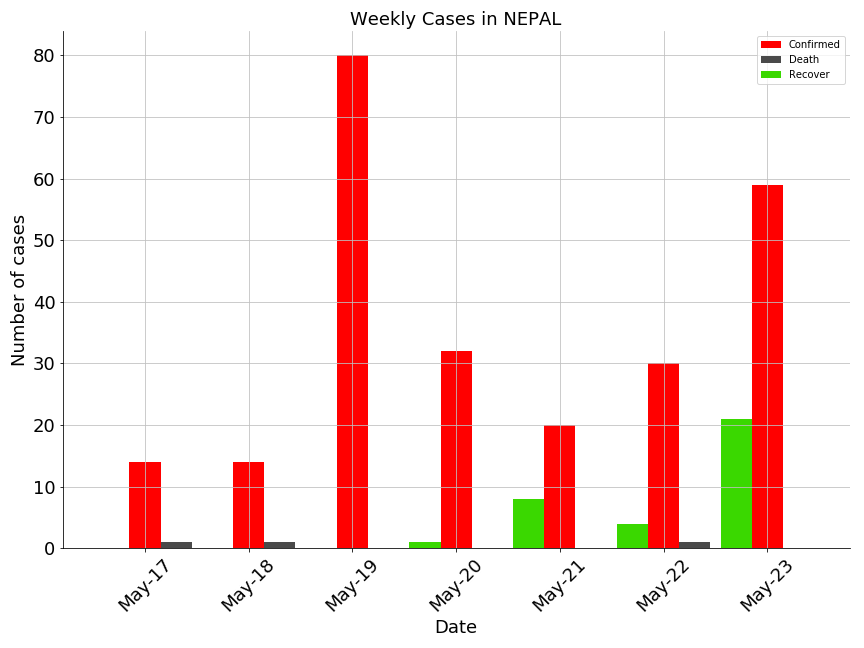 Weekly Cases in NEPAL
Confirmed
Death
Recover
Number of cases
80
70
60
50
40
30
20
10
0
May-17
May-18
May-19
May-20
May-21
May-22
May-23
Date